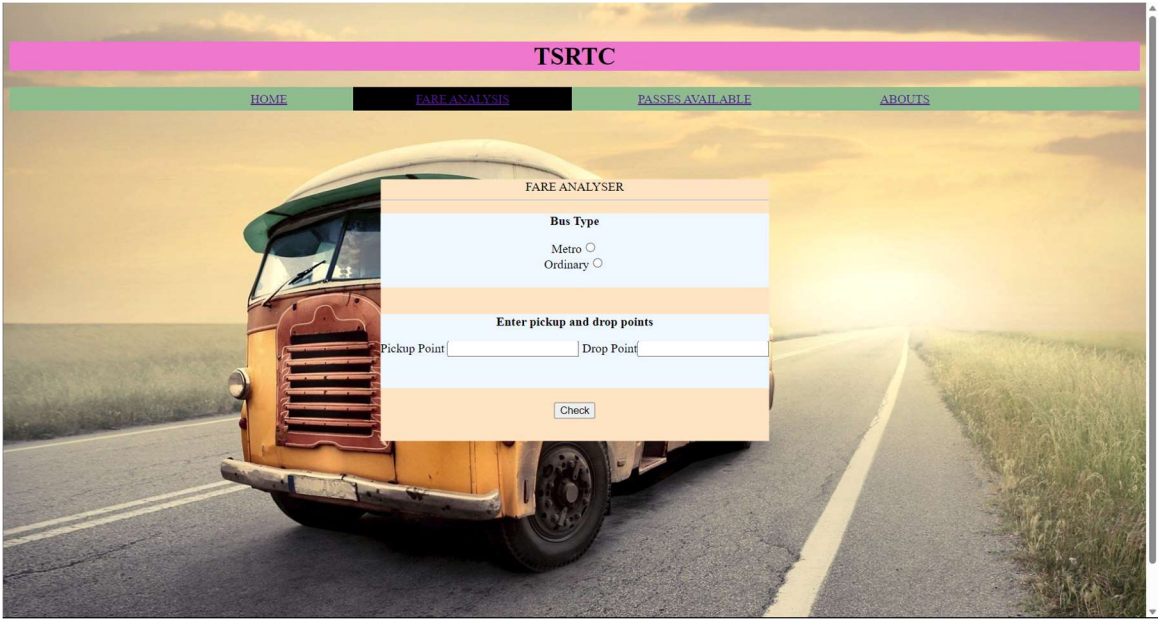 TSRTC
HOME FARE ANALYSIS PASSES AVAILABLE ABOUTS
FARE ANALYSER
Bus Type
Metro
Ordinary
Enter pickup and drop points
Pickup Point Drop Point
Check